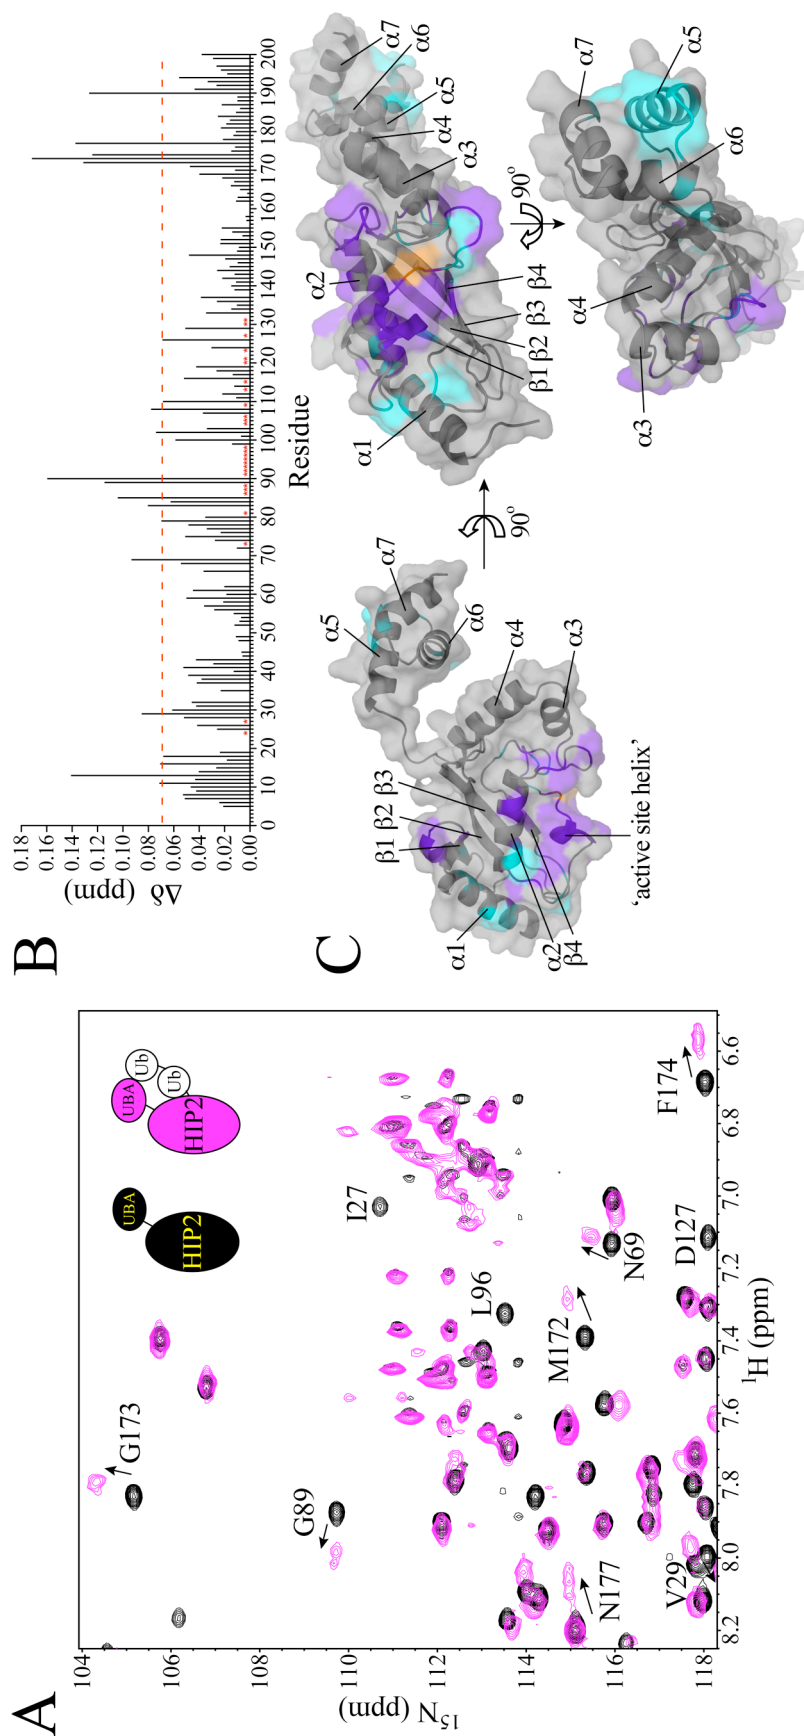 A
104
106
108
110
112
114
116
118
15N (ppm)
8.2
8.0
7.8
7.6
7.4
7.2
7.0
6.8
6.6
1H (ppm)
UBA
HIP2
UBA
Ub
Ub
HIP2
G173
G89
I27
L96
M172
N69
N177
V29
D127
F174
B
0.18
0.16
0.14
0.12
0.10
0.08
0.06
0.04
0.02
0.00
Δδ (ppm)
0 10 20 30 40 50 60 70 80 90 100 110 120 130 140 150 160 170 180 190 200
Residue
C
β1 β2 β3
α1
α2
β4
α5
α7
α6
α4
α3
'active site helix'
90°
α1
α2
β1 β2 β3 β4
α3
α4
α5
α6
α7
90°
α3
α4
α7
α5
α6